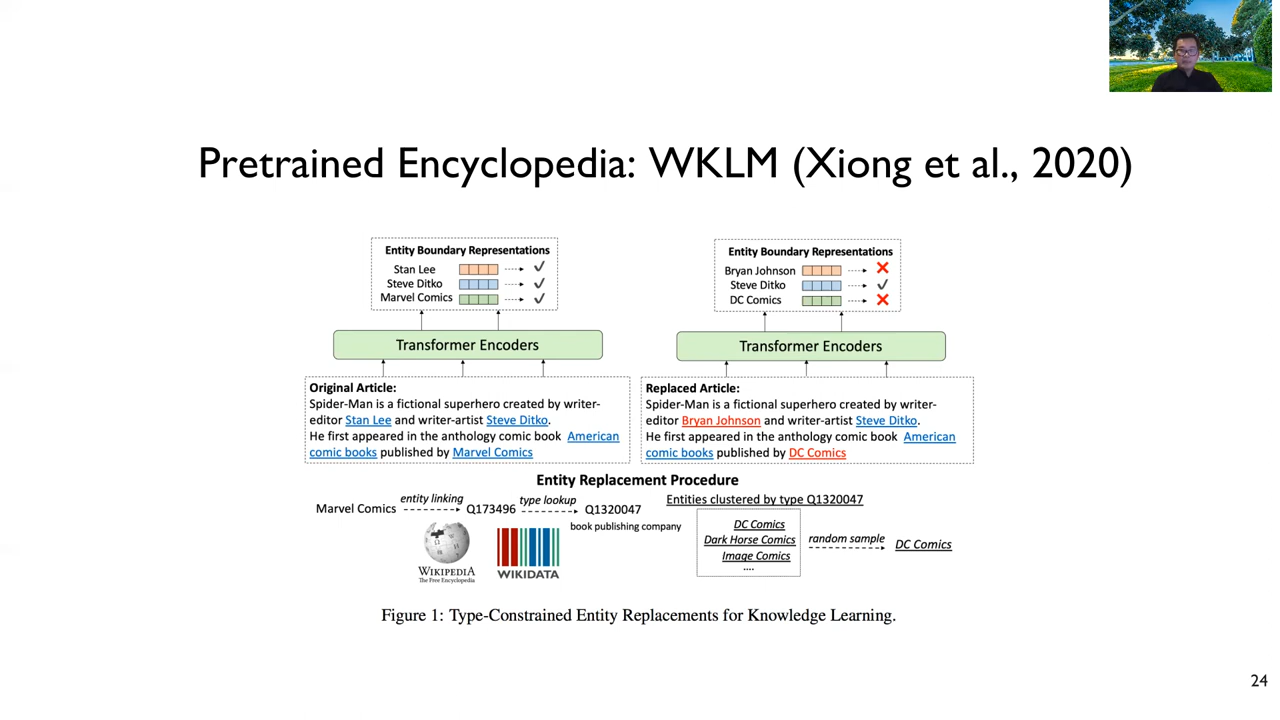 Pretrained Encyclopedia: WKLM (Xiong et al., 2020)
Entity Boundary Representations
Stan Lee
Steve Ditko
Marvel Comics
Transformer Encoders
Original Article:
Spider-Man is a fictional superhero created by writer-
editor Stan Lee and writer-artist Steve Ditko.
He first appeared in the anthology comic book American
comic books published by Marvel Comics
Entity Boundary Representations
Bryan Johnson
Steve Ditko
DC Comics
Transformer Encoders
Replaced Article:
Spider-Man is a fictional superhero created by writer-
editor Bryan Johnson and writer-artist Steve Ditko.
He first appeared in the anthology comic book American
comic books published by DC Comics
Entity Replacement Procedure
Marvel Comics entity linking Q173496 type lookup Q1320047
book publishing company
WIKIPEDIA
The Free Encyclopedia
WIKIDATA
Entities clustered by type Q1320047
DC Comics
Dark Horse Comics
Image Comics
....
random sample
DC Comics
Figure 1: Type-Constrained Entity Replacements for Knowledge Learning.
24